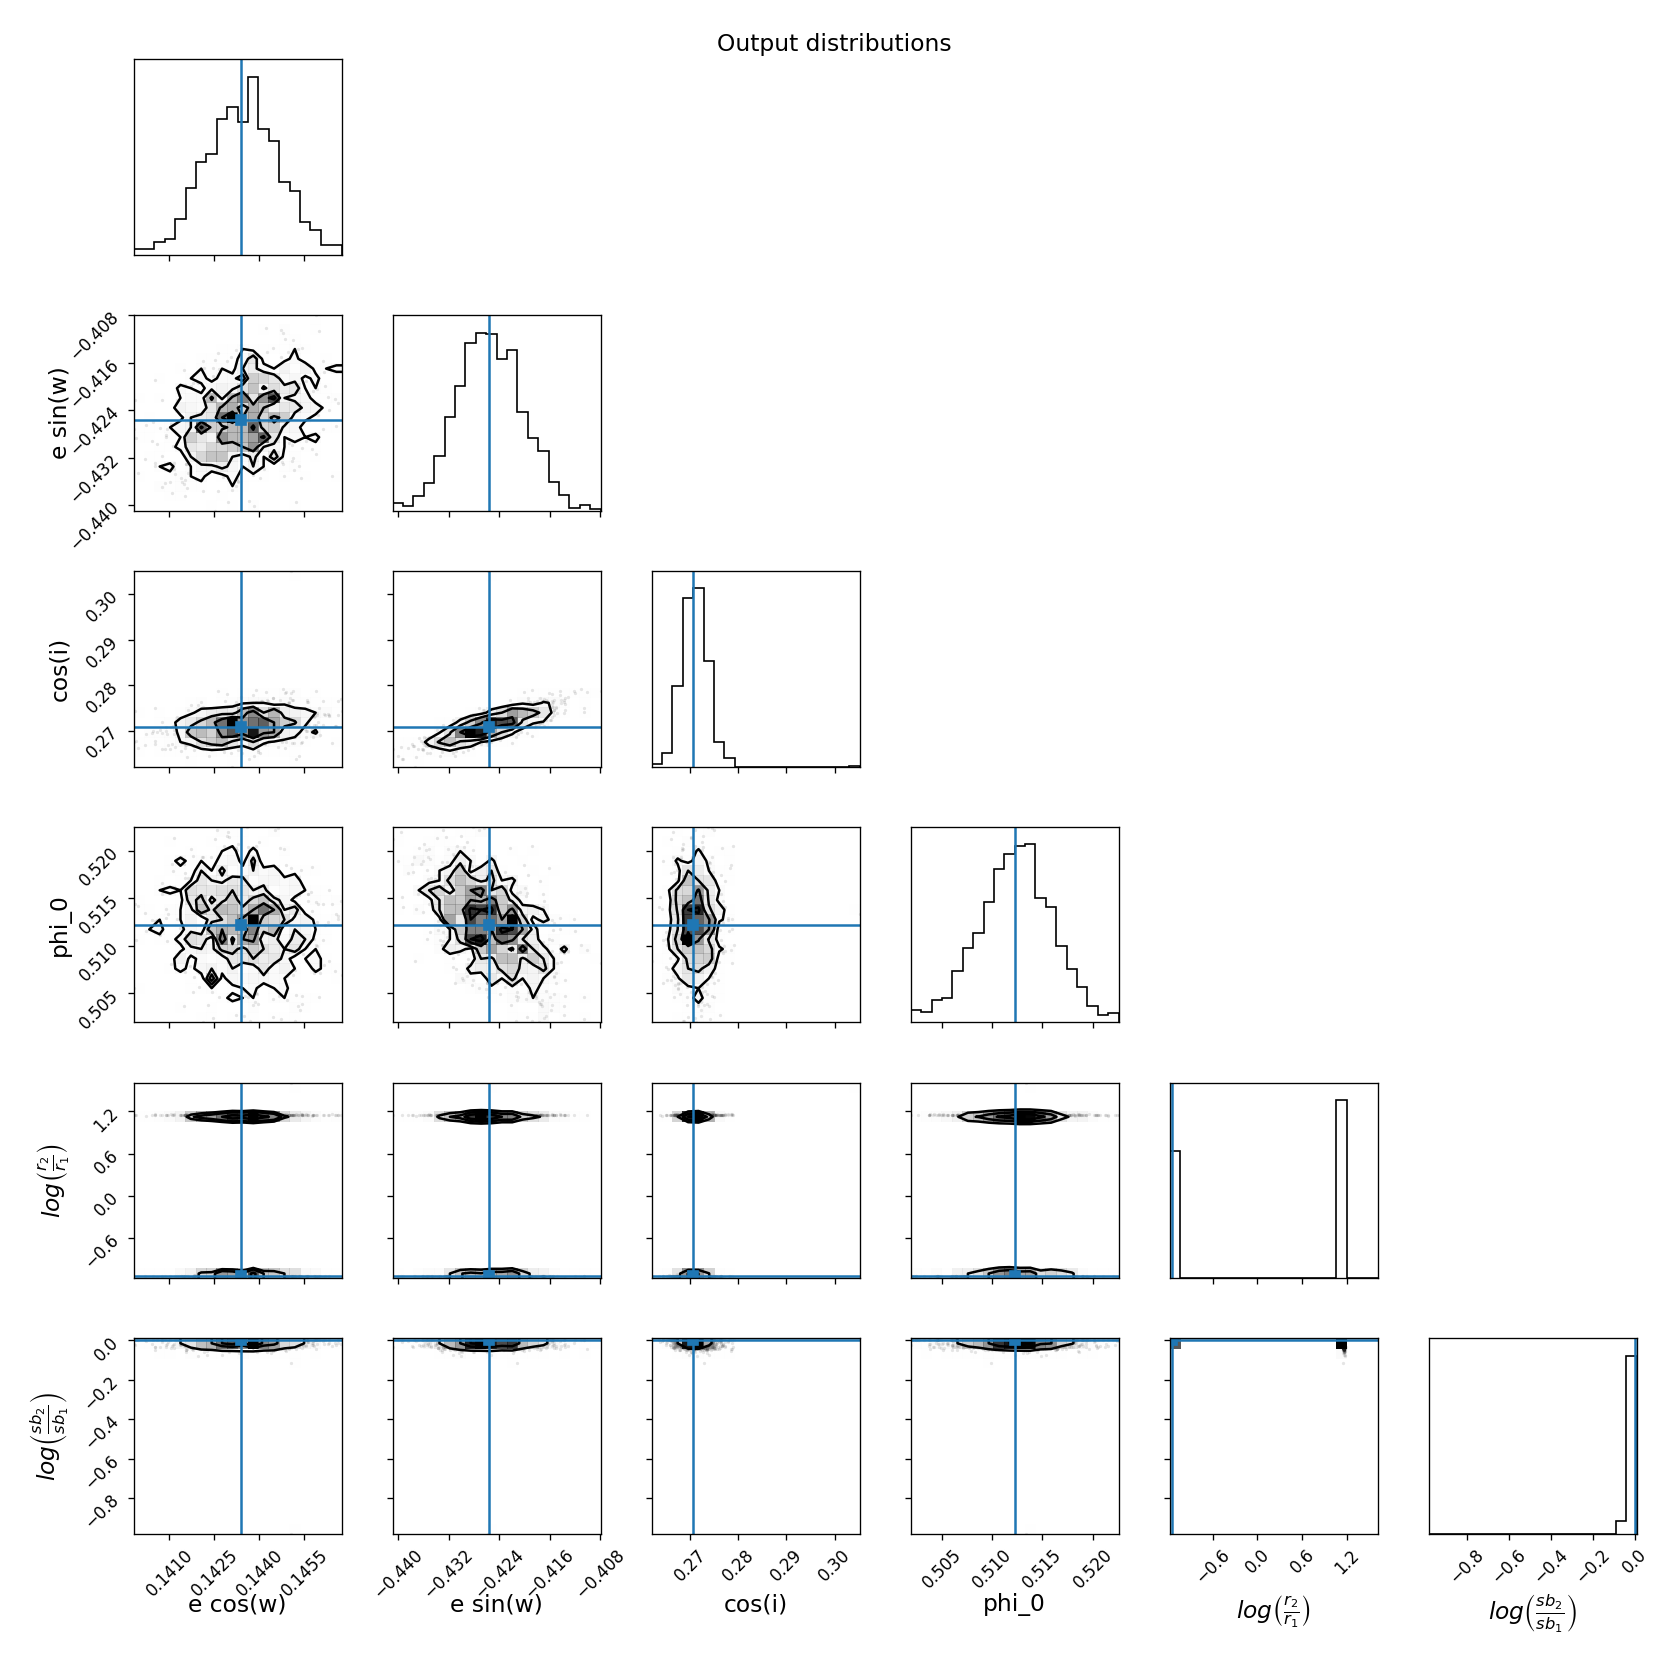 Output distributions
e sin(w)
−0.408
−0.416
−0.424
−0.432
−0.440
cos(i)
0.30
0.29
0.28
0.27
phi_0
0.520
0.515
0.510
0.505
log(r2/r1)
1.2
0.6
0.0
−0.6
log(sb2/sb1)
0.0
−0.2
−0.4
−0.6
−0.8
0.1410 0.1425 0.1440 0.1455
−0.440 −0.432 −0.424 −0.416 −0.408
0.27 0.28 0.29 0.30
0.505 0.510 0.515 0.520
−0.6 0.0 0.6 1.2
−0.8 −0.6 −0.4 −0.2 0.0
e cos(w)
e sin(w)
cos(i)
phi_0
log(r2/r1)
log(sb2/sb1)